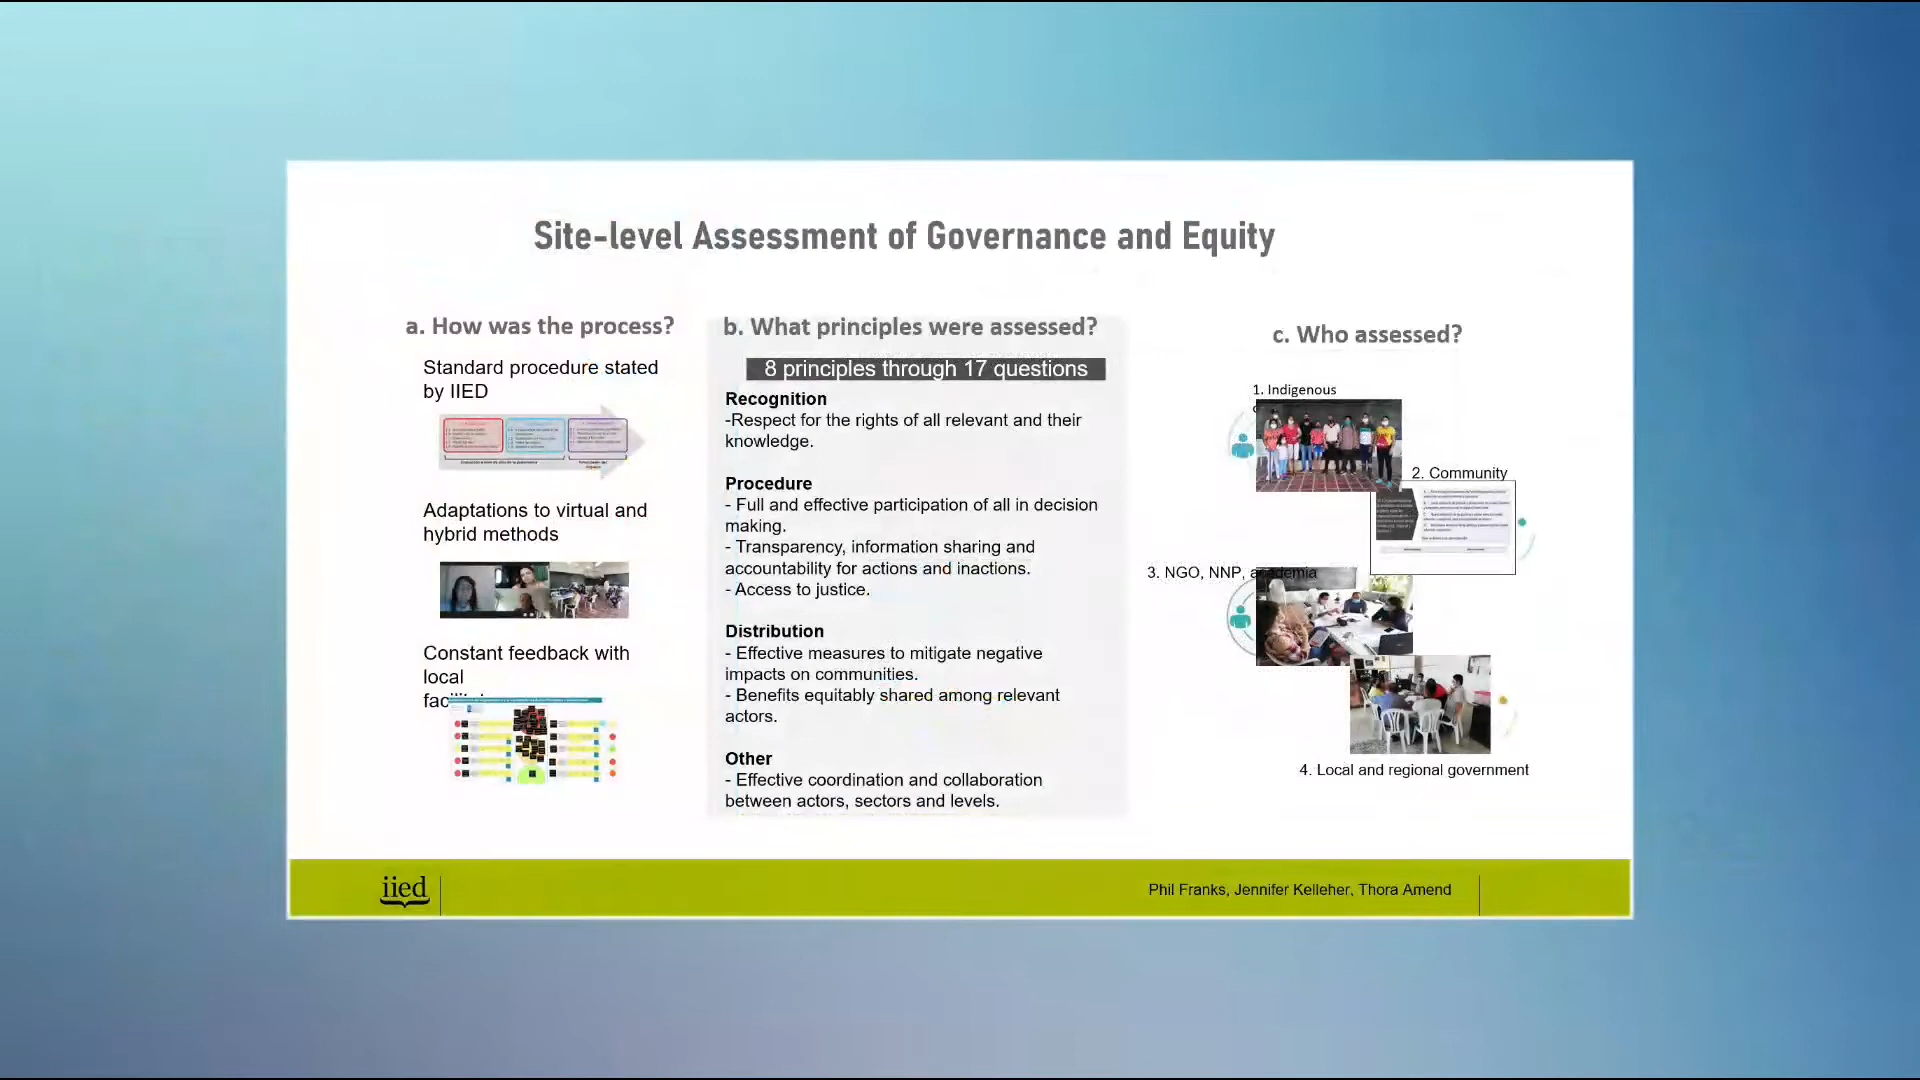 Site-level Assessment of Governance and Equity
a. How was the process?
Standard procedure stated
by IIED
Adaptations to virtual and
hybrid methods
Constant feedback with
local
b. What principles were assessed?
8 principles through 17 questions
Recognition
-Respect for the rights of all relevant and their
knowledge.
Procedure
- Full and effective participation of all in decision
making.
- Transparency, information sharing and
accountability for actions and inactions.
- Access to justice.
Distribution
- Effective measures to mitigate negative
impacts on communities.
- Benefits equitably shared among relevant
actors.
Other
- Effective coordination and collaboration
between actors, sectors and levels.
c. Who assessed?
1. Indigenous
2. Community
3. NGO, NNP, academia
4. Local and regional government
iied
Phil Franks, Jennifer Kelleher, Thora Amend